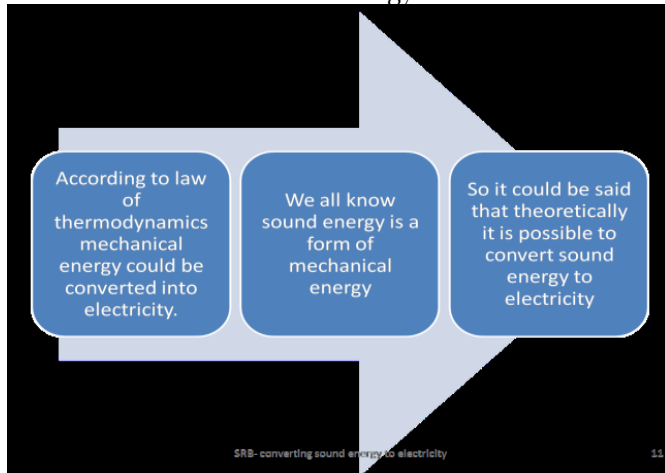 According to law
of
thermodynamics
mechanical
energy could be
converted into
electricity.
We all know
sound energy is a
form of
mechanical
energy
So it could be said
that theoretically
it is possible to
convert sound
energy to
electricity
SRB- converting sound energy to electricity
11